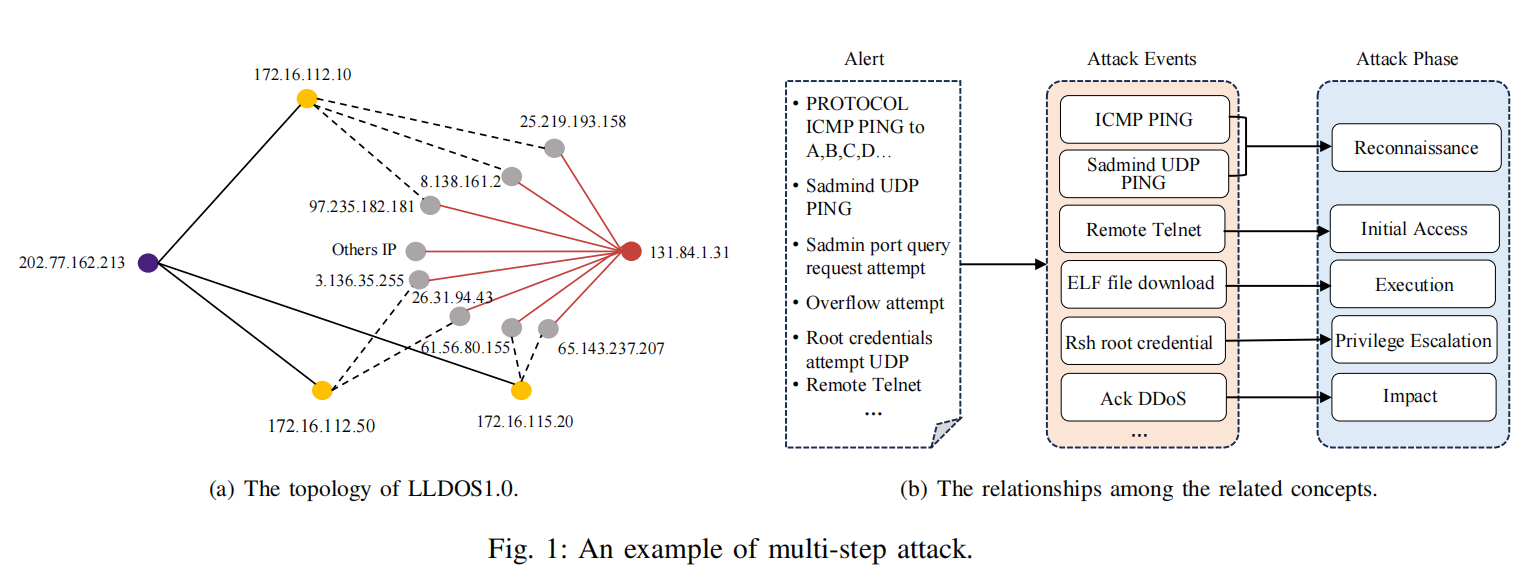 172.16.112.10
25.219.193.158
8.138.161.2
97.235.182.181
Others IP
131.84.1.31
202.77.162.213
3.136.35.255
26.31.94.43
61.56.80.155
65.143.237.207
172.16.112.50
172.16.115.20
(a) The topology of LLDOS1.0.
Alert
• PROTOCOL
ICMP PING to
A,B,C,D...
• Sadmind UDP
PING
• Sadmin port query
request attempt
• Overflow attempt
• Root credentials
attempt UDP
• Remote Telnet
...
Attack Events
ICMP PING
Sadmind UDP
PING
Remote Telnet
ELF file download
Rsh root credential
Ack DDoS
...
Attack Phase
Reconnaissance
Initial Access
Execution
Privilege Escalation
Impact
(b) The relationships among the related concepts.
Fig. 1: An example of multi-step attack.